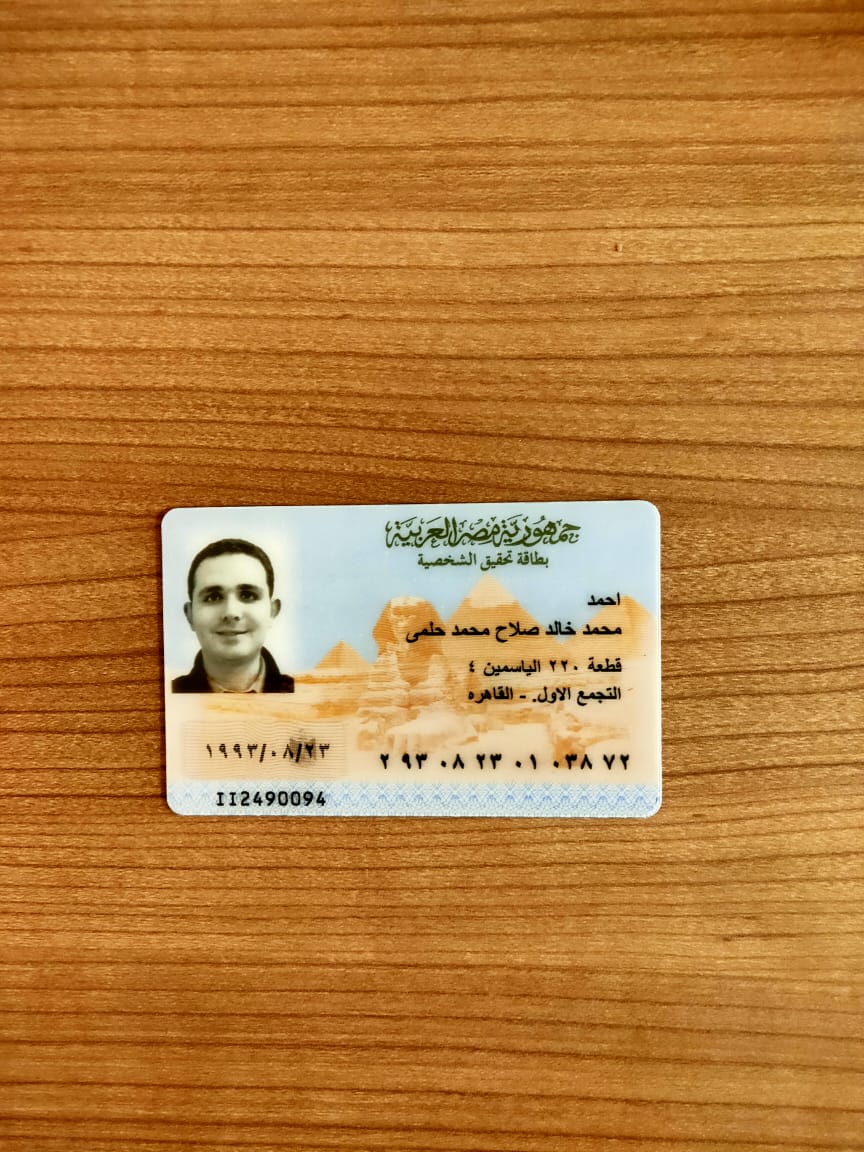 جمهورية مصر العربية
بطاقة تحقيق الشخصية
احمد
محمد خالد صلاح محمد حلمى
قطعة ٢٢٠ الياسمين ٤
التجمع الاول. - القاهره
١٩٩٣/٠٨/٢٣
٢ ٩٣ ٠٨ ٢٣ ٠١ ٠٣٨ ٧٢
II2490094